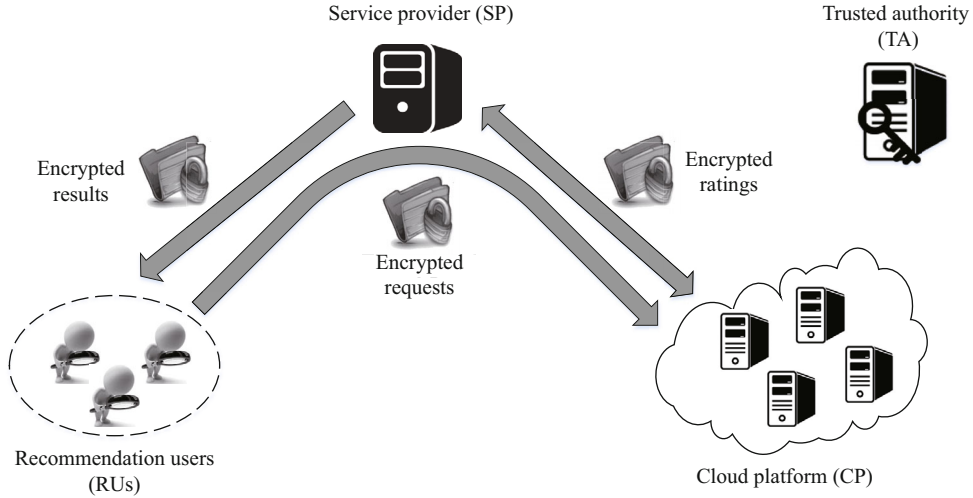 Service provider (SP)
Trusted authority
(TA)
Encrypted
results
Encrypted
ratings
Encrypted
requests
Recommendation users
(RUs)
Cloud platform (CP)